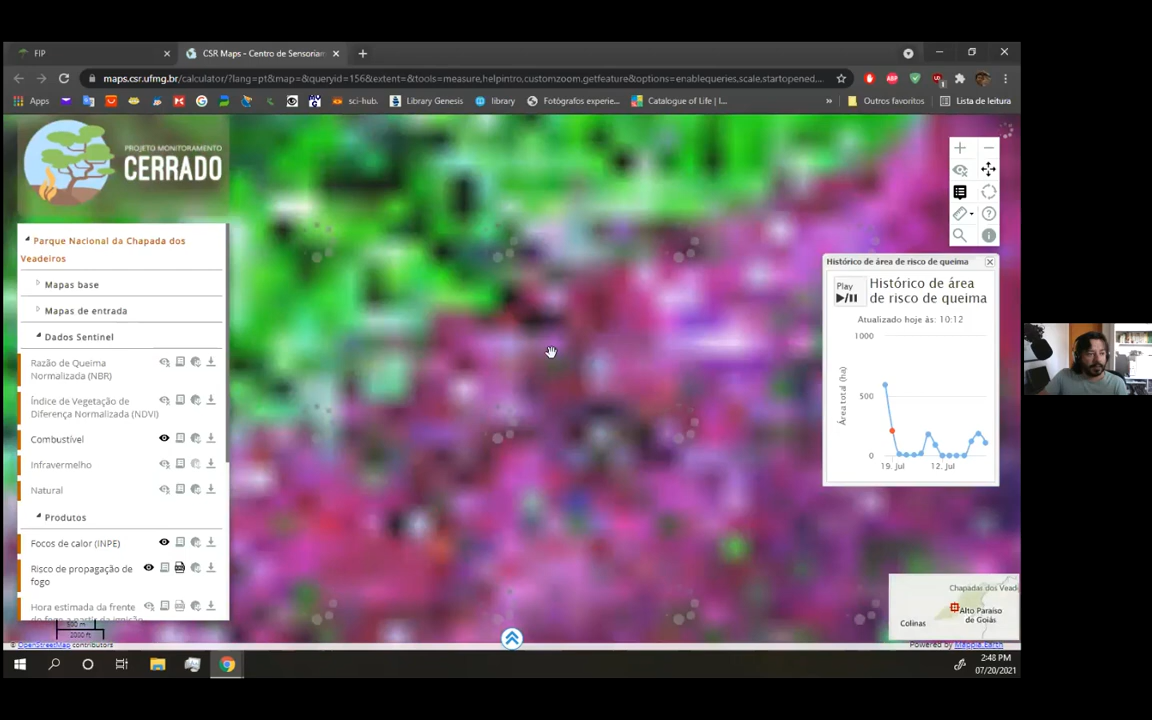 FIP
CSR Maps - Centro de Sensoriam
maps.csr.ufmg.br/calculator/?lang=pt&map=&queryid=156&extent=&tools=measure,helpintro,customzoom,getfeature&options=enablequeries,scale,startopened,...
Apps
sci-hub.
Library Genesis
library
Fotógrafos experie...
Catalogue of Life | I...
»
Outros favoritos
Lista de leitura
PROJETO MONITORAMENTO
CERRADO
Parque Nacional da Chapada dos
Veadeiros
Mapas base
Mapas de entrada
Dados Sentinel
Razão de Queima
Normalizada (NBR)
Índice de Vegetação de
Diferença Normalizada (NDVI)
Combustível
Infravermelho
Natural
Produtos
Focos de calor (INPE)
Risco de propagação de
fogo
Hora estimada da frente
2000 ft
© OpenStreetMap contributors
Histórico de área de risco de queima
Play
Histórico de área
de risco de queima
Atualizado hoje às: 10:12
1000
500
0
Área total (ha)
19. Jul
12. Jul
Chapada dos Vead
Alto Paraíso
de Goiás
Colinas
Powered by Mappia.earth
2:48 PM
07/20/2021